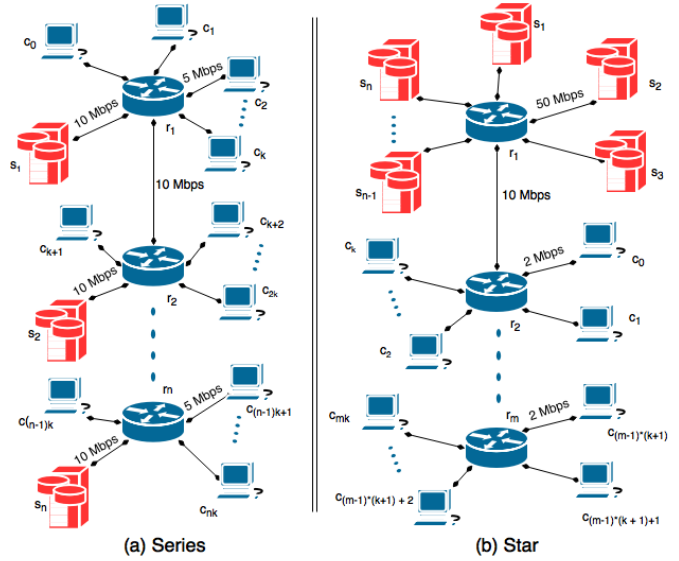 c0
c1
5 Mbps
c2
10 Mbps
r1
ck
s1
10 Mbps
ck+1
ck+2
10 Mbps
r2
c2k
s2
rn
c(n-1)k
5 Mbps
c(n-1)k+1
10 Mbps
sn
cnk
(a) Series
s1
sn
s2
50 Mbps
r1
sn-1
s3
10 Mbps
ck
2 Mbps
c0
r2
c1
c2
cmk
rm
2 Mbps
c(m-1)*(k+1)
c(m-1)*(k+1) + 2
c(m-1)*(k + 1)+1
(b) Star